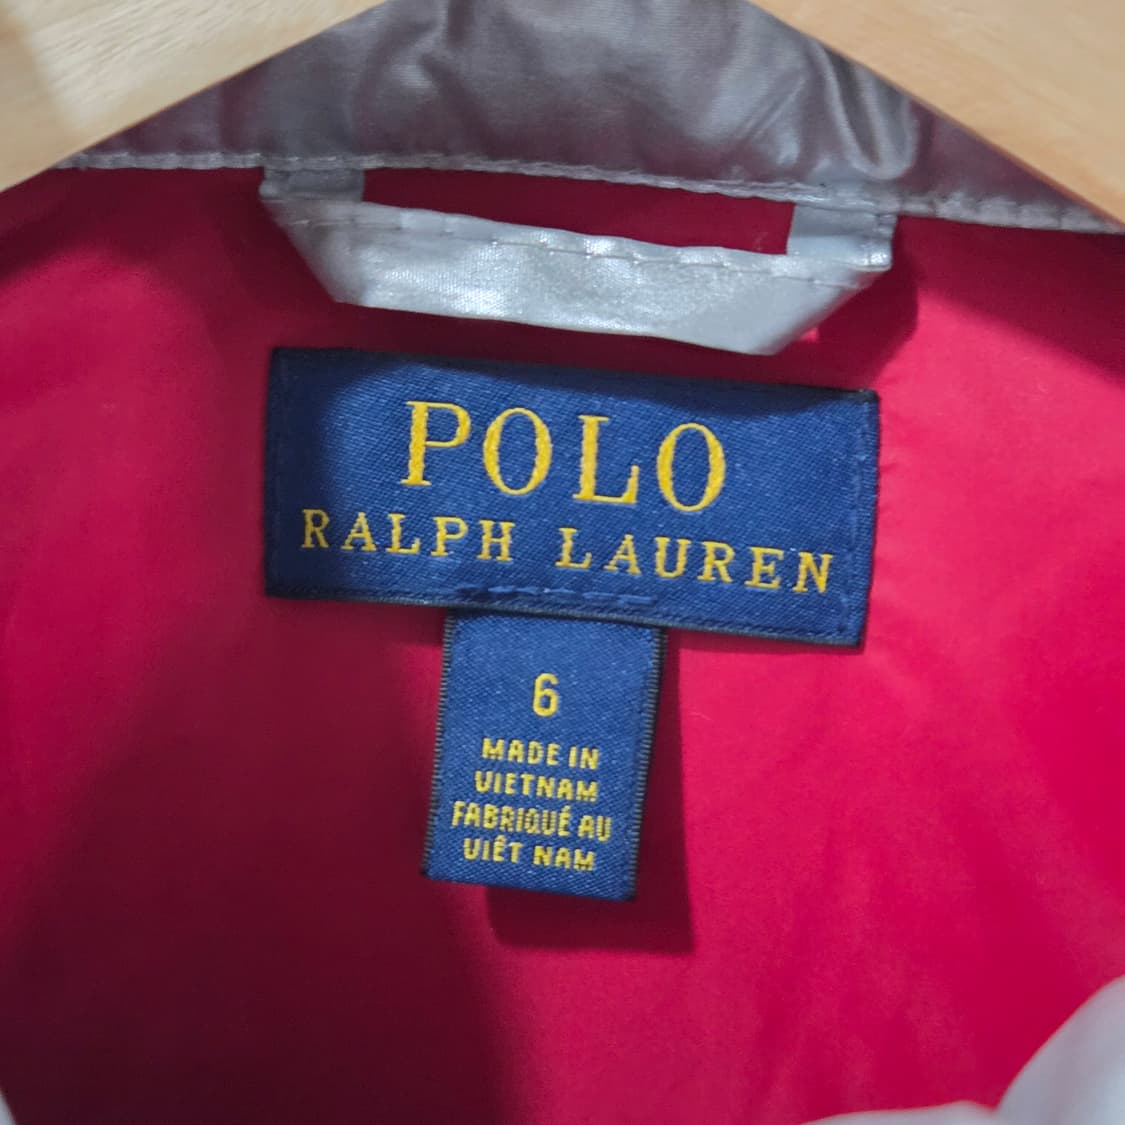 POLO
RALPH LAUREN
6
MADE IN
VIETNAM
FABRIQUÉ AU
VIÊT NAM